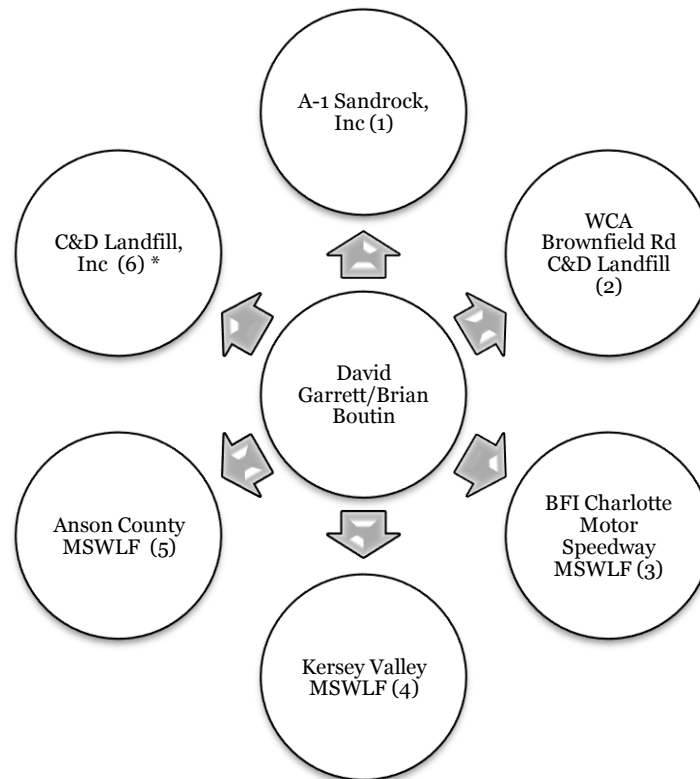 A-1 Sandrock,
Inc (1)
WCA
Brownfield Rd
C&D Landfill
(2)
BFI Charlotte
Motor
Speedway
MSWLF (3)
Kersey Valley
MSWLF (4)
Anson County
MSWLF (5)
C&D Landfill,
Inc (6) *
David
Garrett/Brian
Boutin